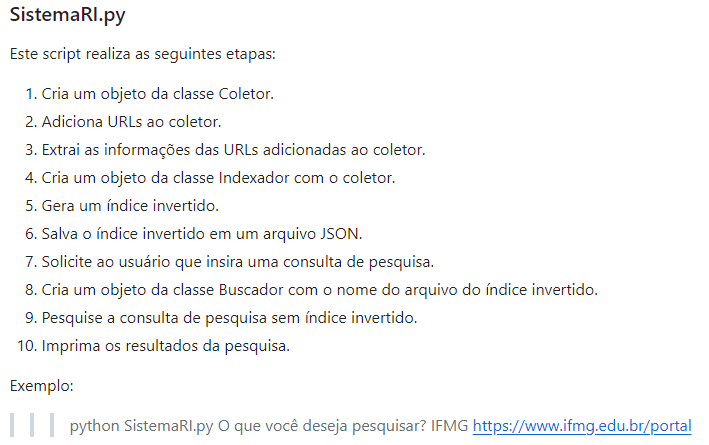 SistemaRI.py
Este script realiza as seguintes etapas:
1. Cria um objeto da classe Coletor.
2. Adiciona URLs ao coletor.
3. Extrai as informações das URLs adicionadas ao coletor.
4. Cria um objeto da classe Indexador com o coletor.
5. Gera um índice invertido.
6. Salva o índice invertido em um arquivo JSON.
7. Solicite ao usuário que insira uma consulta de pesquisa.
8. Cria um objeto da classe Buscador com o nome do arquivo do índice invertido.
9. Pesquise a consulta de pesquisa sem índice invertido.
10. Imprima os resultados da pesquisa.
Exemplo:
python SistemaRI.py O que você deseja pesquisar? IFMG https://www.ifmg.edu.br/portal